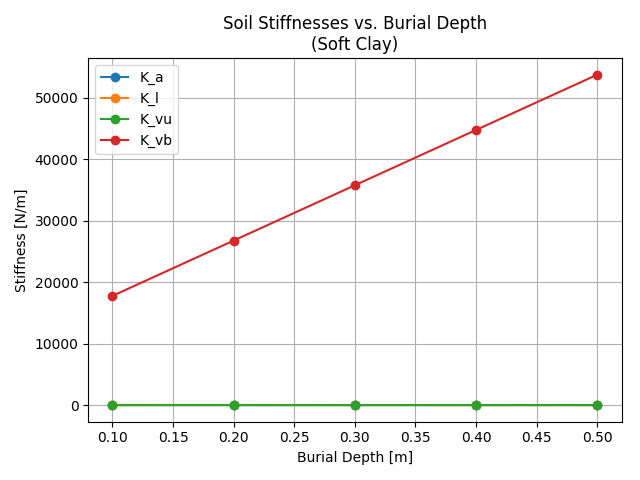 Soil Stiffnesses vs. Burial Depth
(Soft Clay)
K_a
K_l
K_vu
K_vb
Stiffness [N/m]
50000
40000
30000
20000
10000
0
0.10 0.15 0.20 0.25 0.30 0.35 0.40 0.45 0.50
Burial Depth [m]